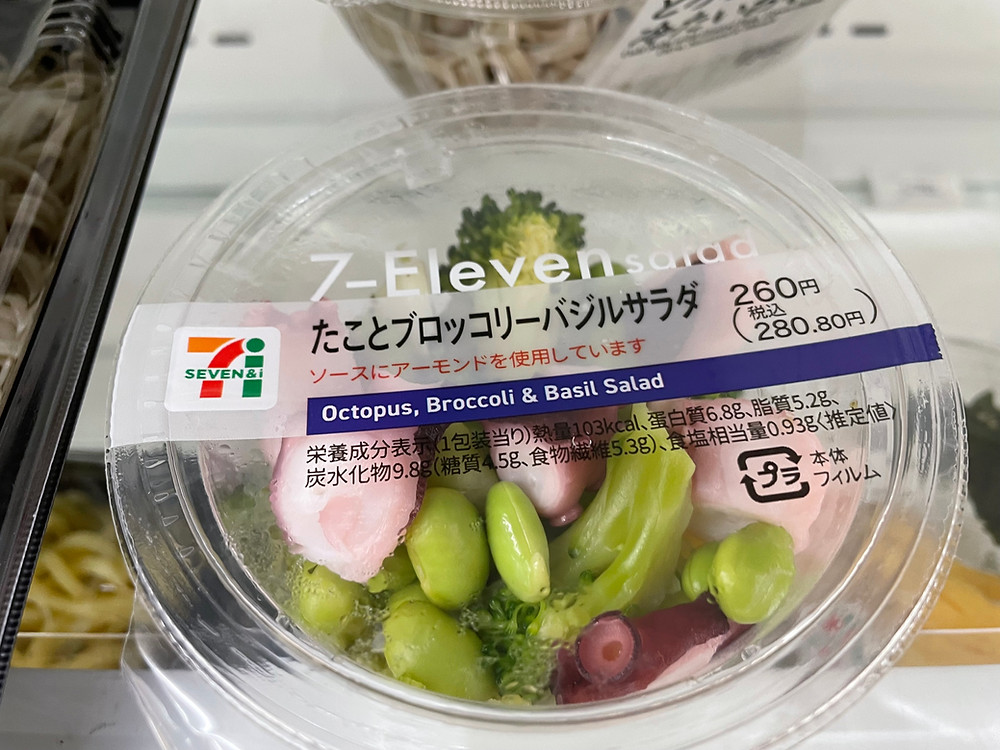 7-Eleven salad
たことブロッコリーバジルサラダ
260円
(税込 280.80円)
ソースにアーモンドを使用しています
7i
SEVEN&i
Octopus, Broccoli & Basil Salad
栄養成分表示(1包装当り)熱量103kcal、蛋白質6.8g、脂質5.2g、
炭水化物9.8g(糖質4.5g、食物繊維5.3g)、食塩相当量0.93g〈推定値〉
プラ
本体
フィルム